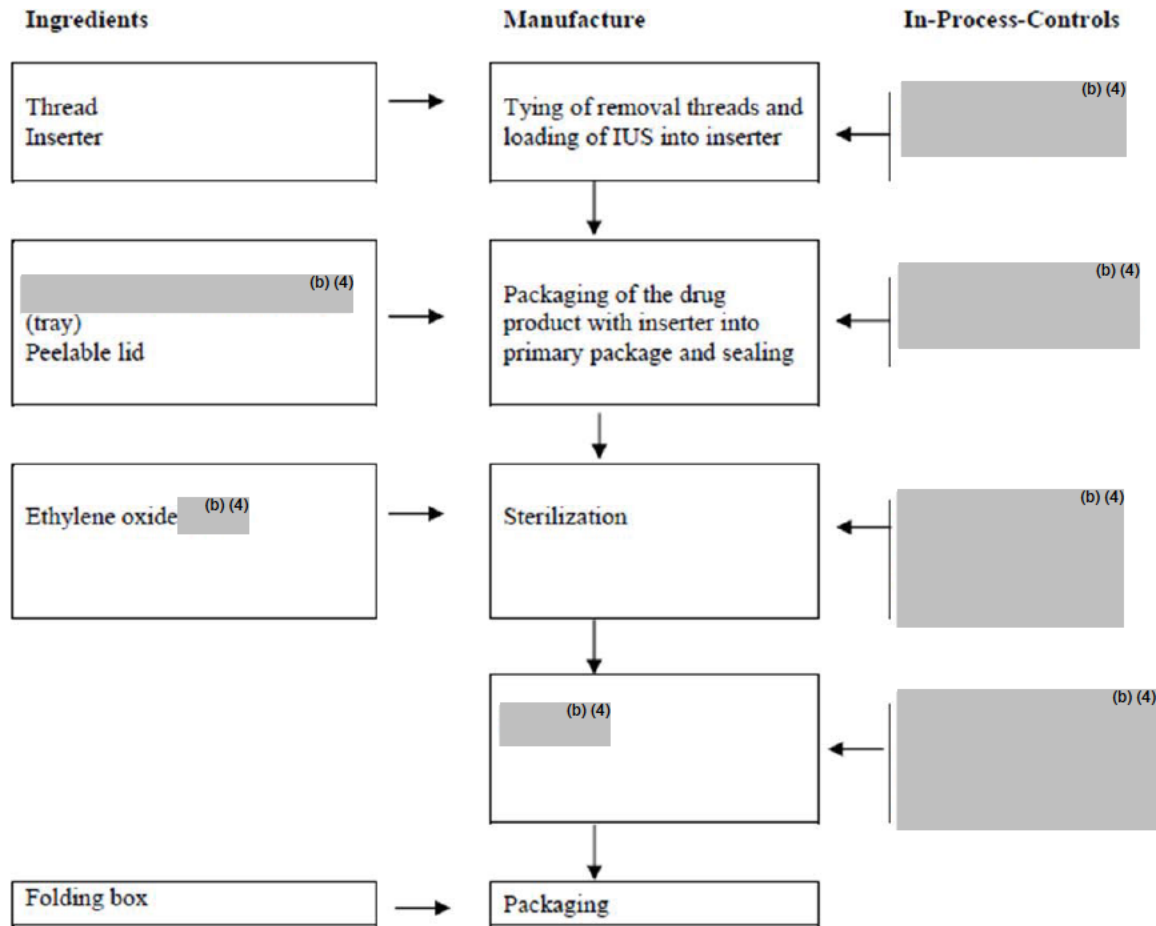 Ingredients
Manufacture
In-Process-Controls
Thread
Inserter
Tying of removal threads and
loading of IUS into inserter
(b) (4)
(b) (4)
(tray)
Peelable lid
Packaging of the drug
product with inserter into
primary package and sealing
(b) (4)
Ethylene oxide (b) (4)
Sterilization
(b) (4)
(b) (4)
(b) (4)
Folding box
Packaging